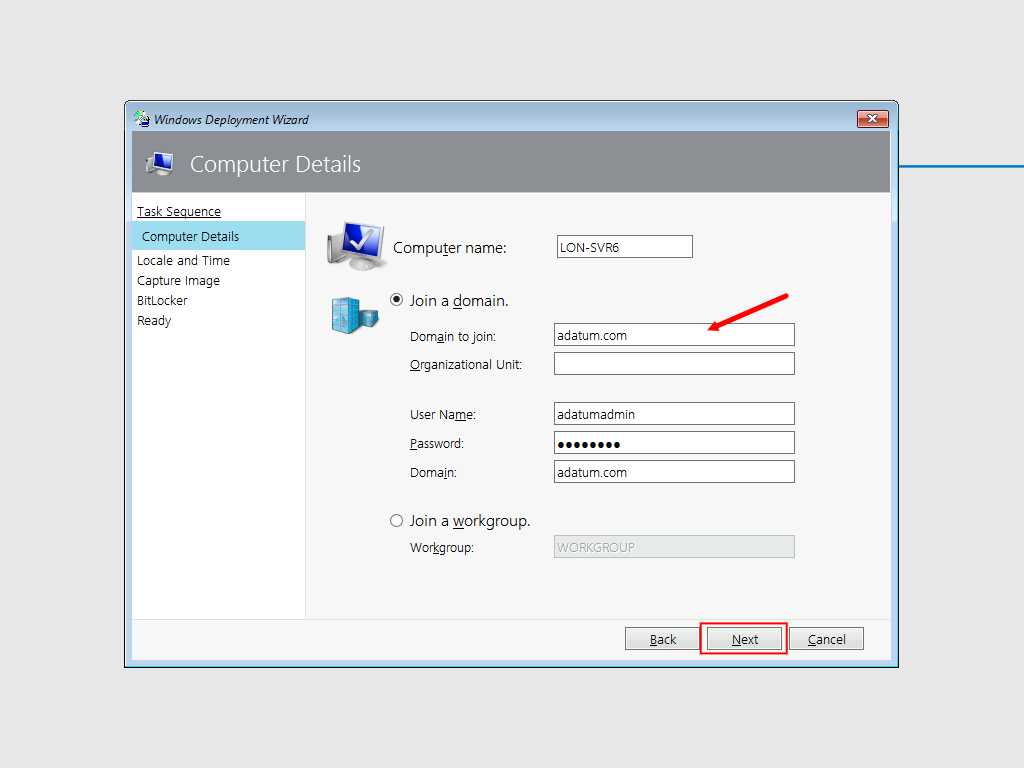 Windows Deployment Wizard
Computer Details
Task Sequence
Computer Details
Locale and Time
Capture Image
BitLocker
Ready
Computer name: LON-SVR6
Join a domain.
Domain to join: adatum.com
Organizational Unit:
User Name: adatumadmin
Password: ●●●●●●●●
Domain: adatum.com
Join a workgroup.
Workgroup: WORKGROUP
Back Next Cancel